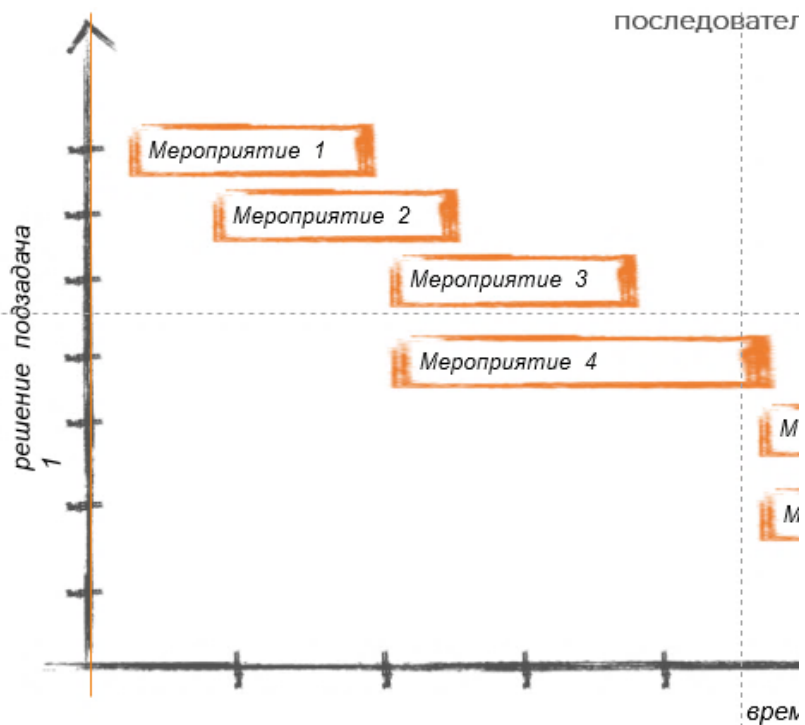 последовател
Мероприятие 1
Мероприятие 2
Мероприятие 3
Мероприятие 4
М
М
решение подзадача
1
врем